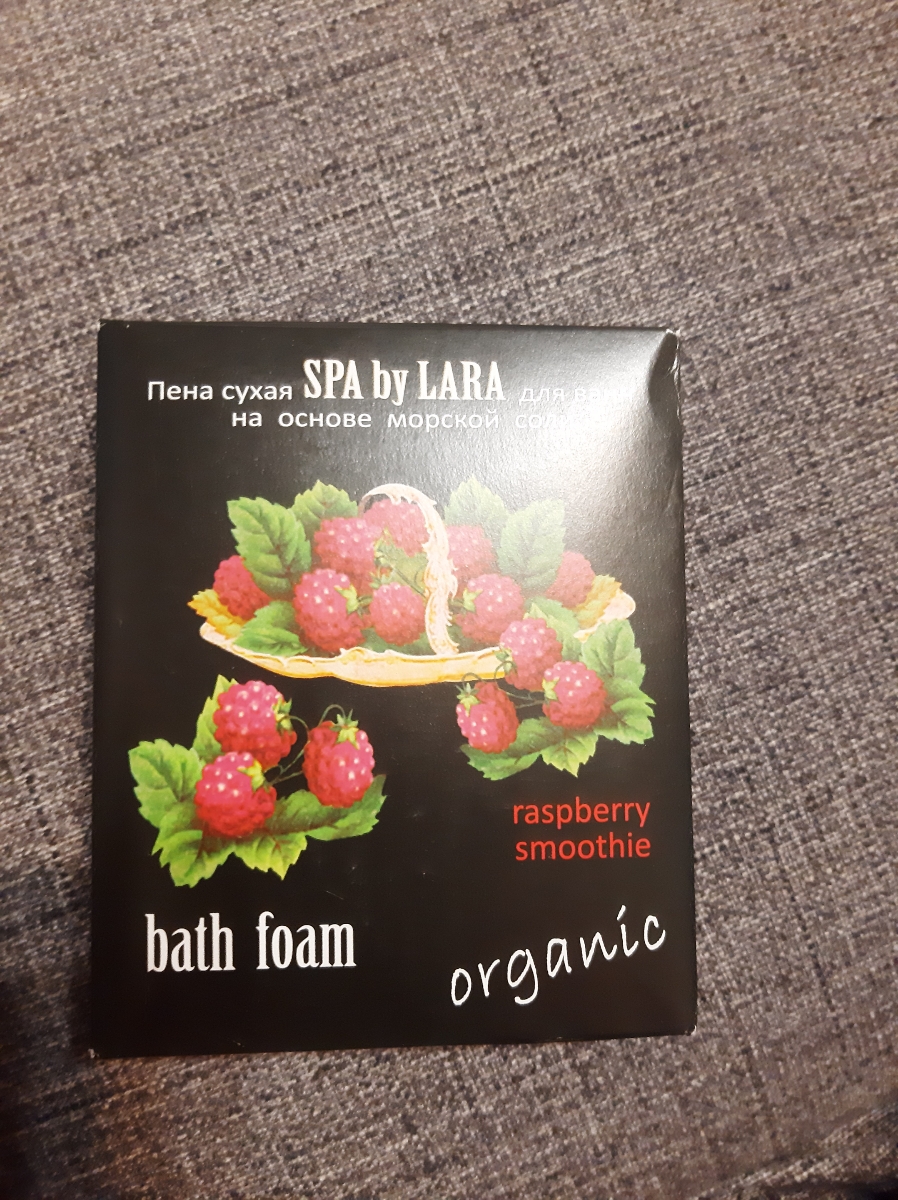 Пена сухая SPA by LARA для
на основе морской
raspberry
smoothie
bath foam
organic